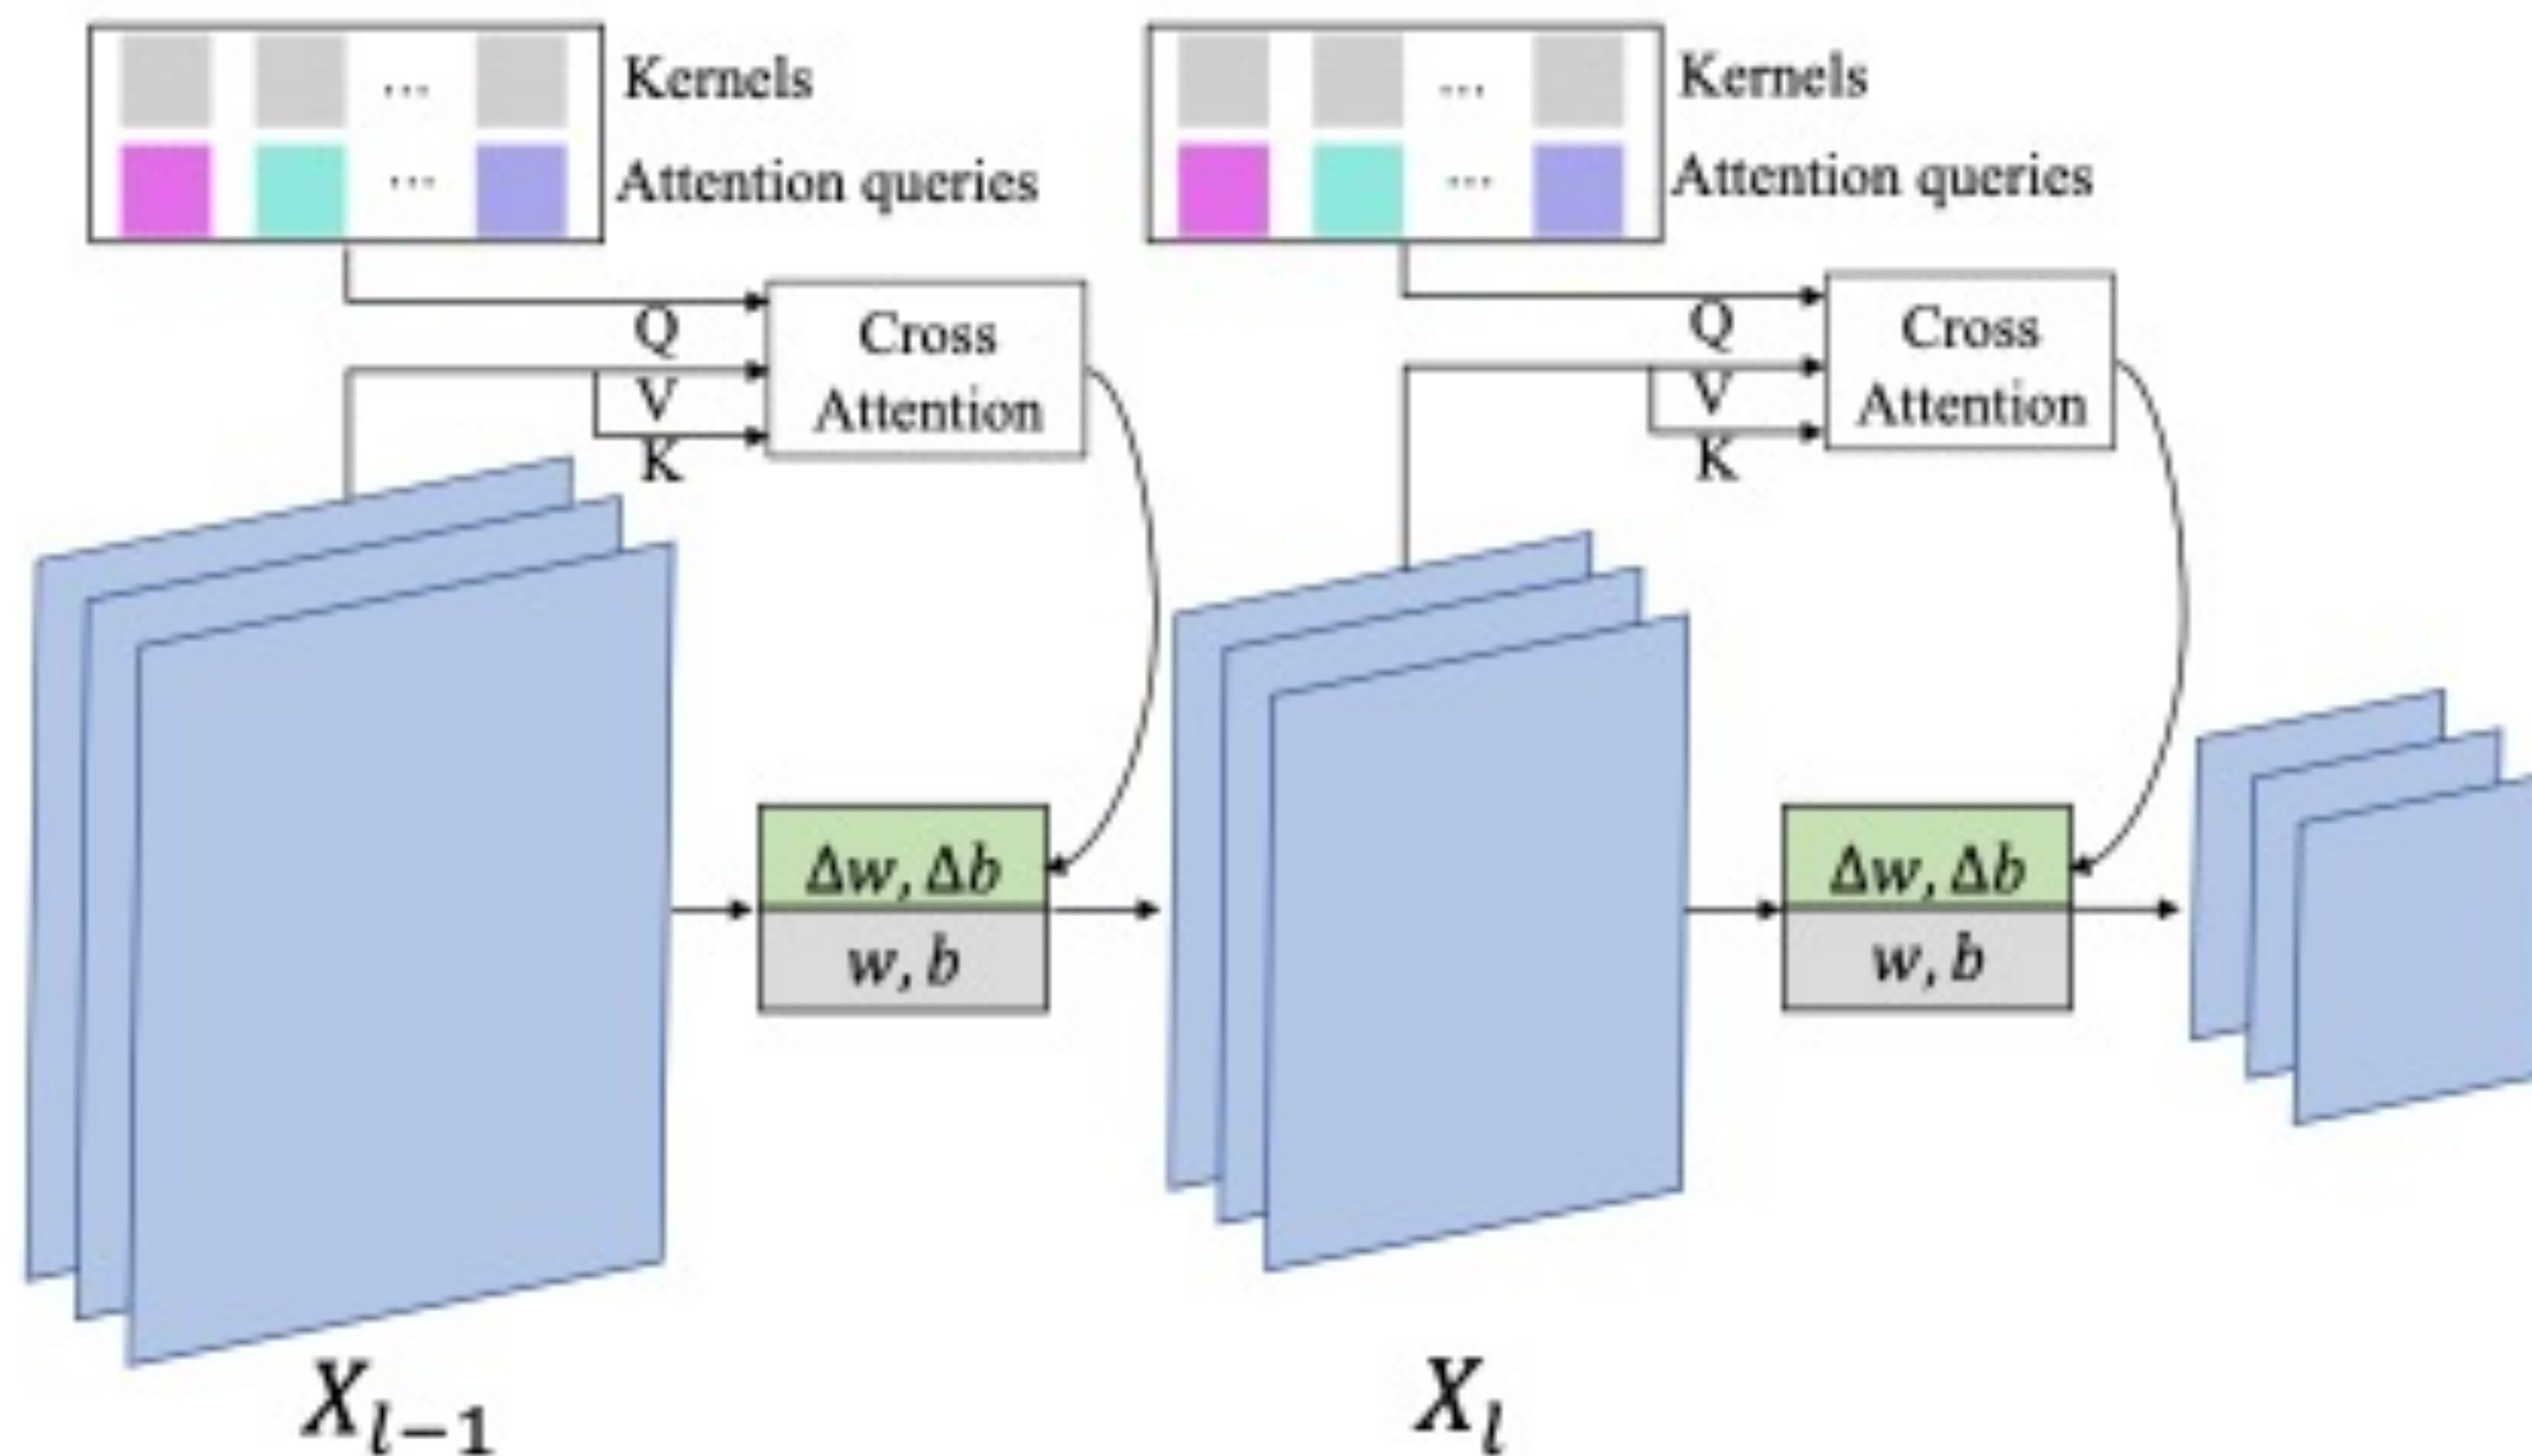 ... Kernels
... Attention queries
Q
V
K
Cross
Attention
Δw, Δb
w, b
X_{l-1}
... Kernels
... Attention queries
Q
V
K
Cross
Attention
Δw, Δb
w, b
X_l